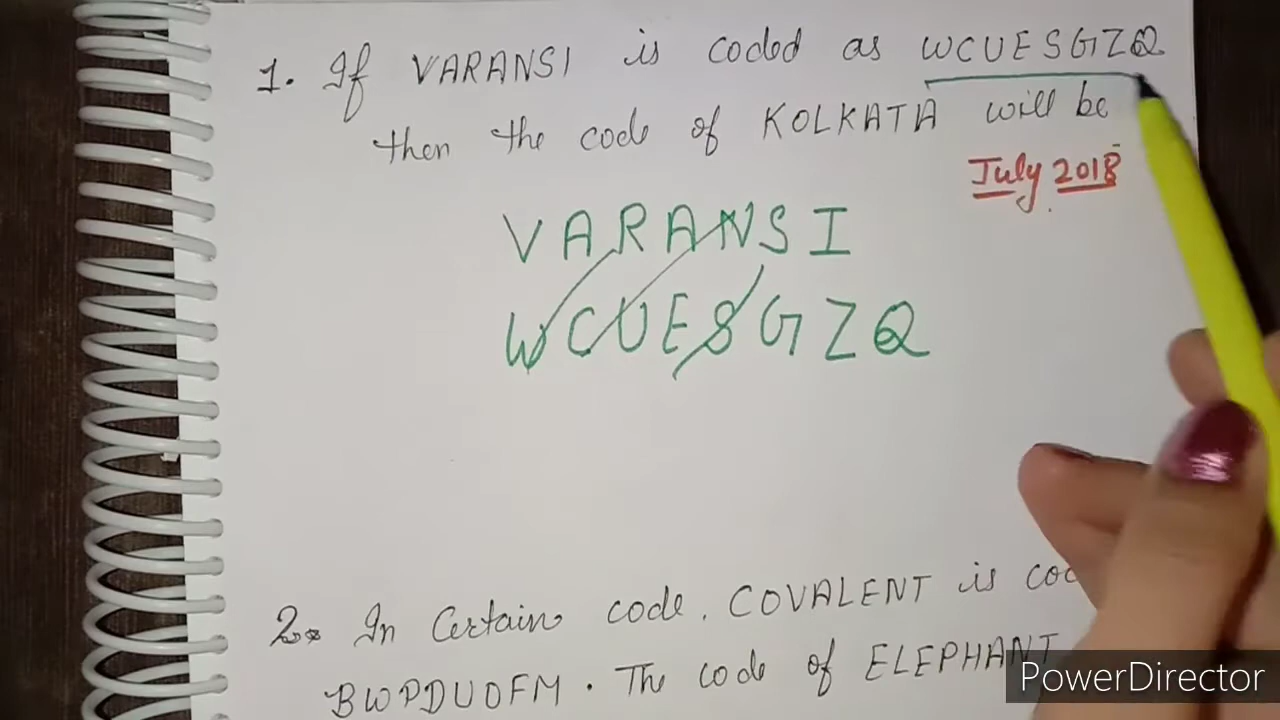 1. If VARANSI is coded as WCUESGZQ
then the code of KOLKATA will be
July 2018
VARANSI
WCUESGZQ
2. In Certain code, COVALENT is
BWPDUOFM. The code of ELEPHANT
PowerDirector